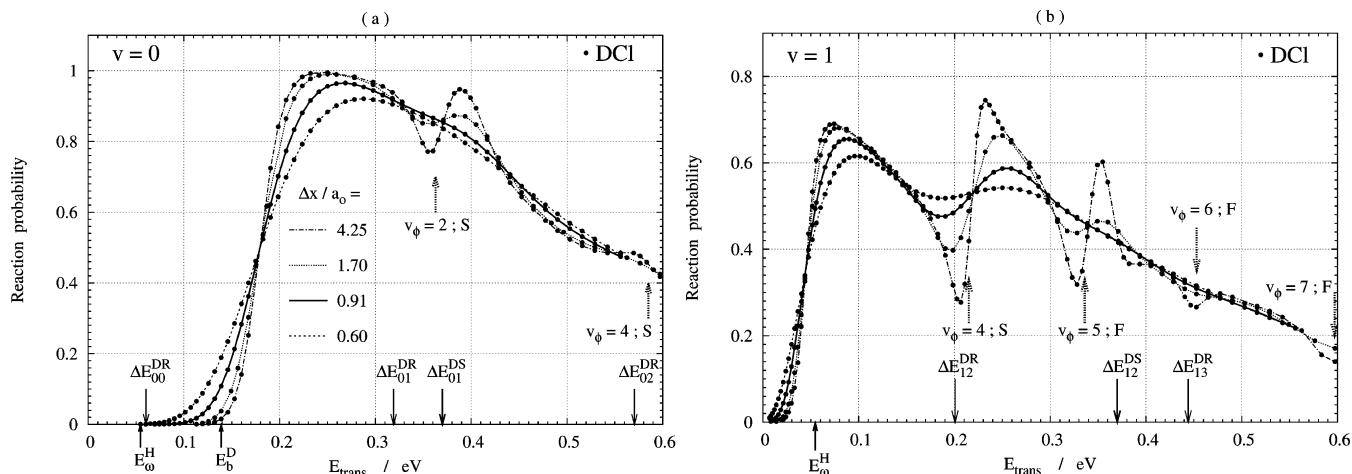 ( a )
v = 0
• DCl
Reaction probability
1
0.8
0.6
0.4
0.2
0
Δx / a₀ =
4.25
1.70
0.91
0.60
v_ϕ = 2 ; S
v_ϕ = 4 ; S
ΔE₀₀^DR
ΔE₀₁^DR
ΔE₀₁^DS
ΔE₀₂^DR
0 0.1 0.2 0.3 0.4 0.5 0.6
E_ω^H
E_b^D
E_trans / eV
( b )
v = 1
• DCl
Reaction probability
0.8
0.6
0.4
0.2
0
v_ϕ = 4 ; S
v_ϕ = 5 ; F
v_ϕ = 6 ; F
v_ϕ = 7 ; F
ΔE₁₂^DR
ΔE₁₂^DS
ΔE₁₃^DR
0 0.1 0.2 0.3 0.4 0.5 0.6
E_ω^H
E_trans / eV